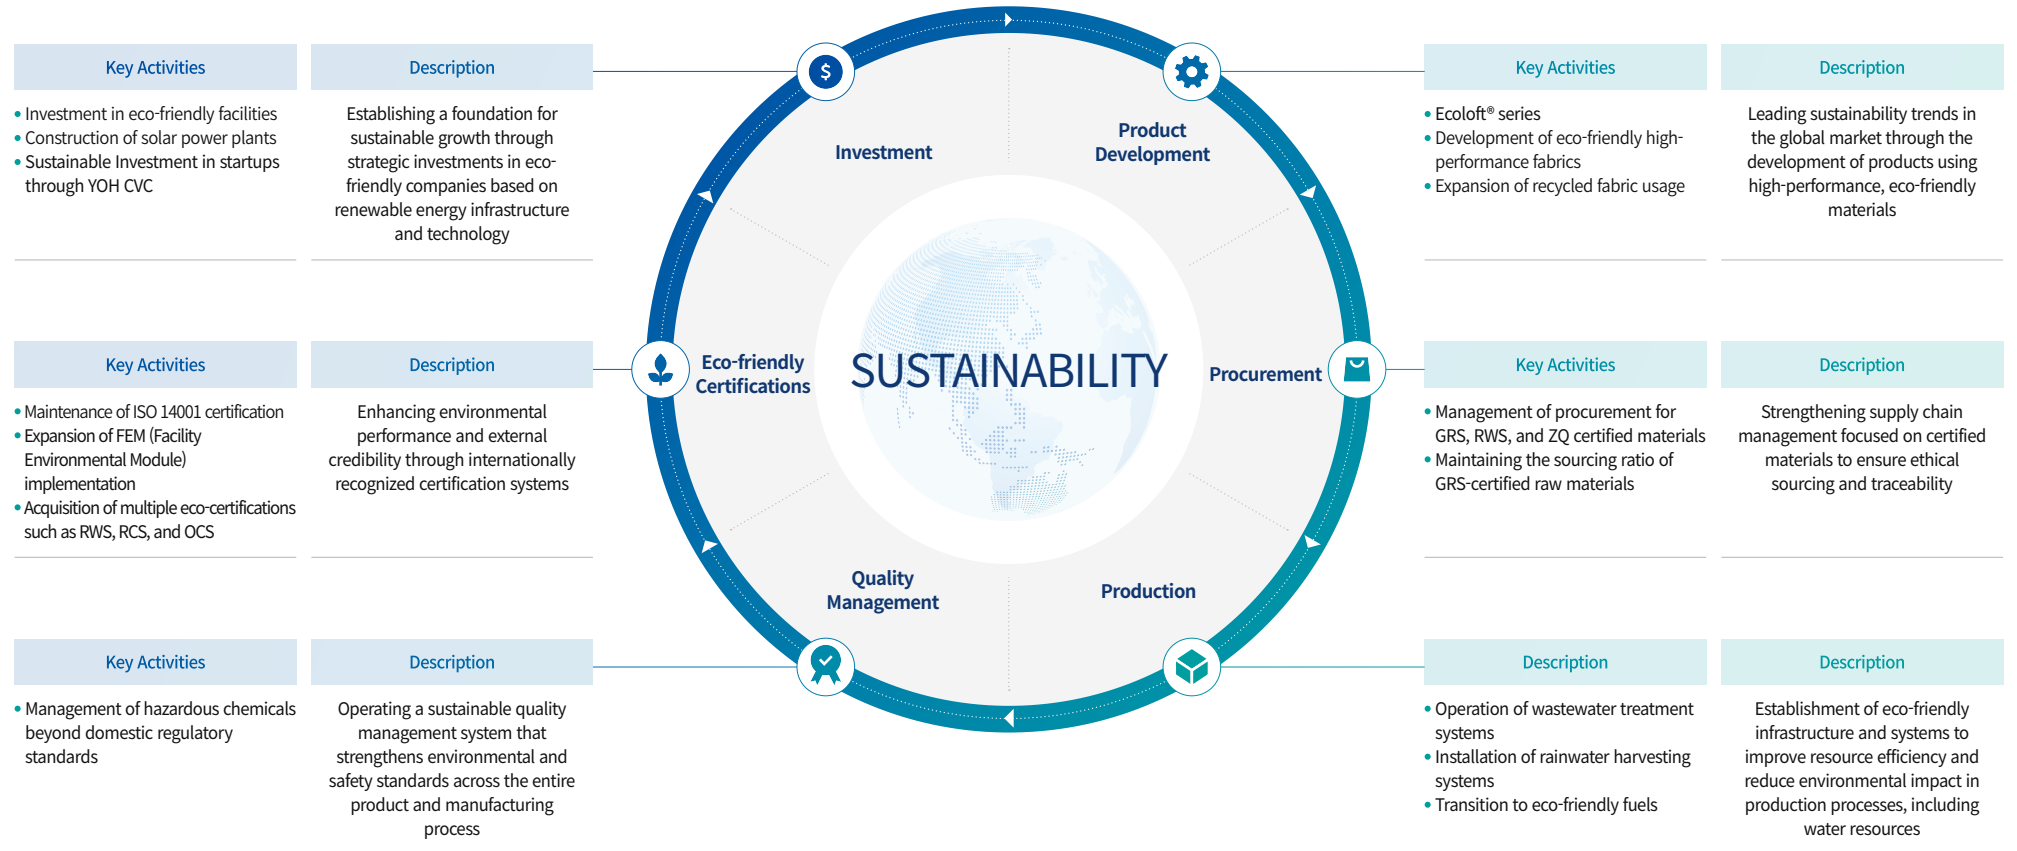 Key Activities
Description
• Investment in eco-friendly facilities
• Construction of solar power plants
• Sustainable Investment in startups
through YOH CVC
Establishing a foundation for
sustainable growth through
strategic investments in eco-
friendly companies based on
renewable energy infrastructure
and technology
Key Activities
Description
• Maintenance of ISO 14001 certification
• Expansion of FEM (Facility
Environmental Module)
implementation
• Acquisition of multiple eco-certifications
such as RWS, RCS, and OCS
Enhancing environmental
performance and external
credibility through internationally
recognized certification systems
Key Activities
Description
• Management of hazardous chemicals
beyond domestic regulatory
standards
Operating a sustainable quality
management system that
strengthens environmental and
safety standards across the entire
product and manufacturing
process
$
Investment
Product
Development
Eco-friendly
Certifications
SUSTAINABILITY
Procurement
Quality
Management
Production
Key Activities
Description
• Ecoloft® series
• Development of eco-friendly high-
performance fabrics
• Expansion of recycled fabric usage
Leading sustainability trends in
the global market through the
development of products using
high-performance, eco-friendly
materials
Key Activities
Description
• Management of procurement for
GRS, RWS, and ZQ certified materials
• Maintaining the sourcing ratio of
GRS-certified raw materials
Strengthening supply chain
management focused on certified
materials to ensure ethical
sourcing and traceability
Description
Description
• Operation of wastewater treatment
systems
• Installation of rainwater harvesting
systems
• Transition to eco-friendly fuels
Establishment of eco-friendly
infrastructure and systems to
improve resource efficiency and
reduce environmental impact in
production processes, including
water resources